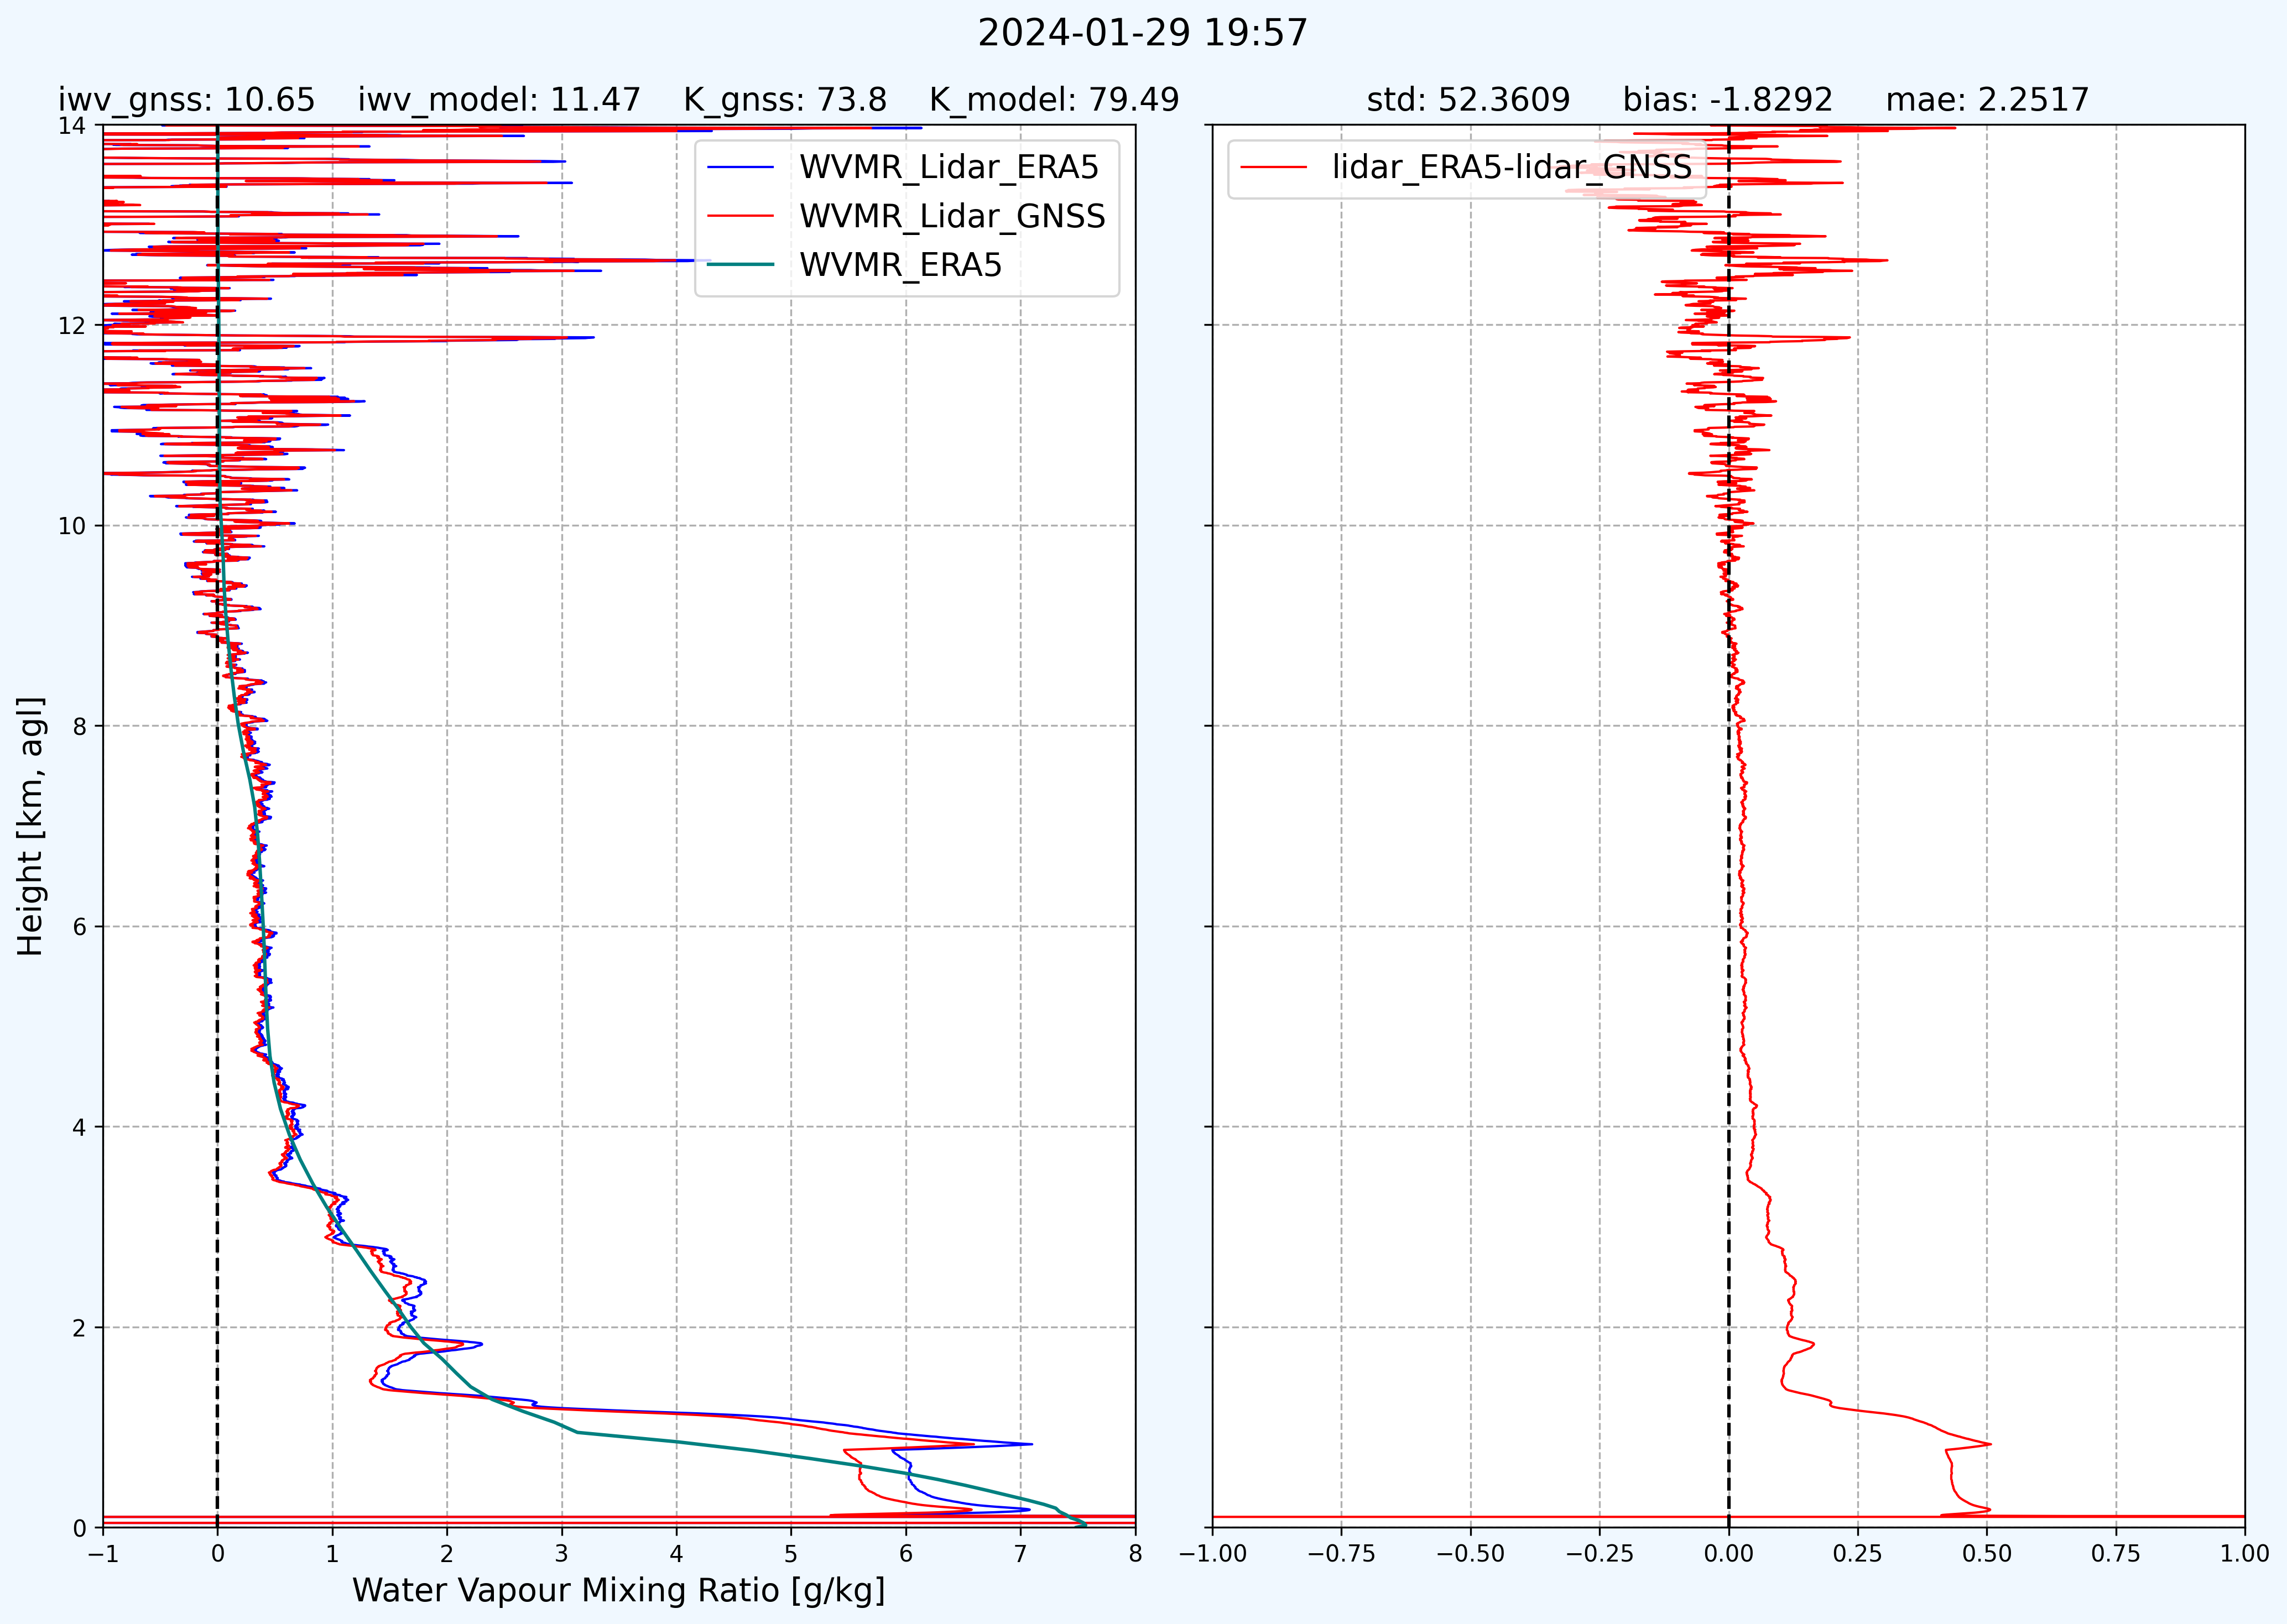 2024-01-29 19:57
iwv_gnss: 10.65 iwv_model: 11.47 K_gnss: 73.8 K_model: 79.49
std: 52.3609 bias: -1.8292 mae: 2.2517
WVMR_Lidar_ERA5
WVMR_Lidar_GNSS
WVMR_ERA5
lidar_ERA5-lidar_GNSS
Height [km, agl]
14
12
10
8
6
4
2
0
−1 0 1 2 3 4 5 6 7 8
Water Vapour Mixing Ratio [g/kg]
−1.00 −0.75 −0.50 −0.25 0.00 0.25 0.50 0.75 1.00